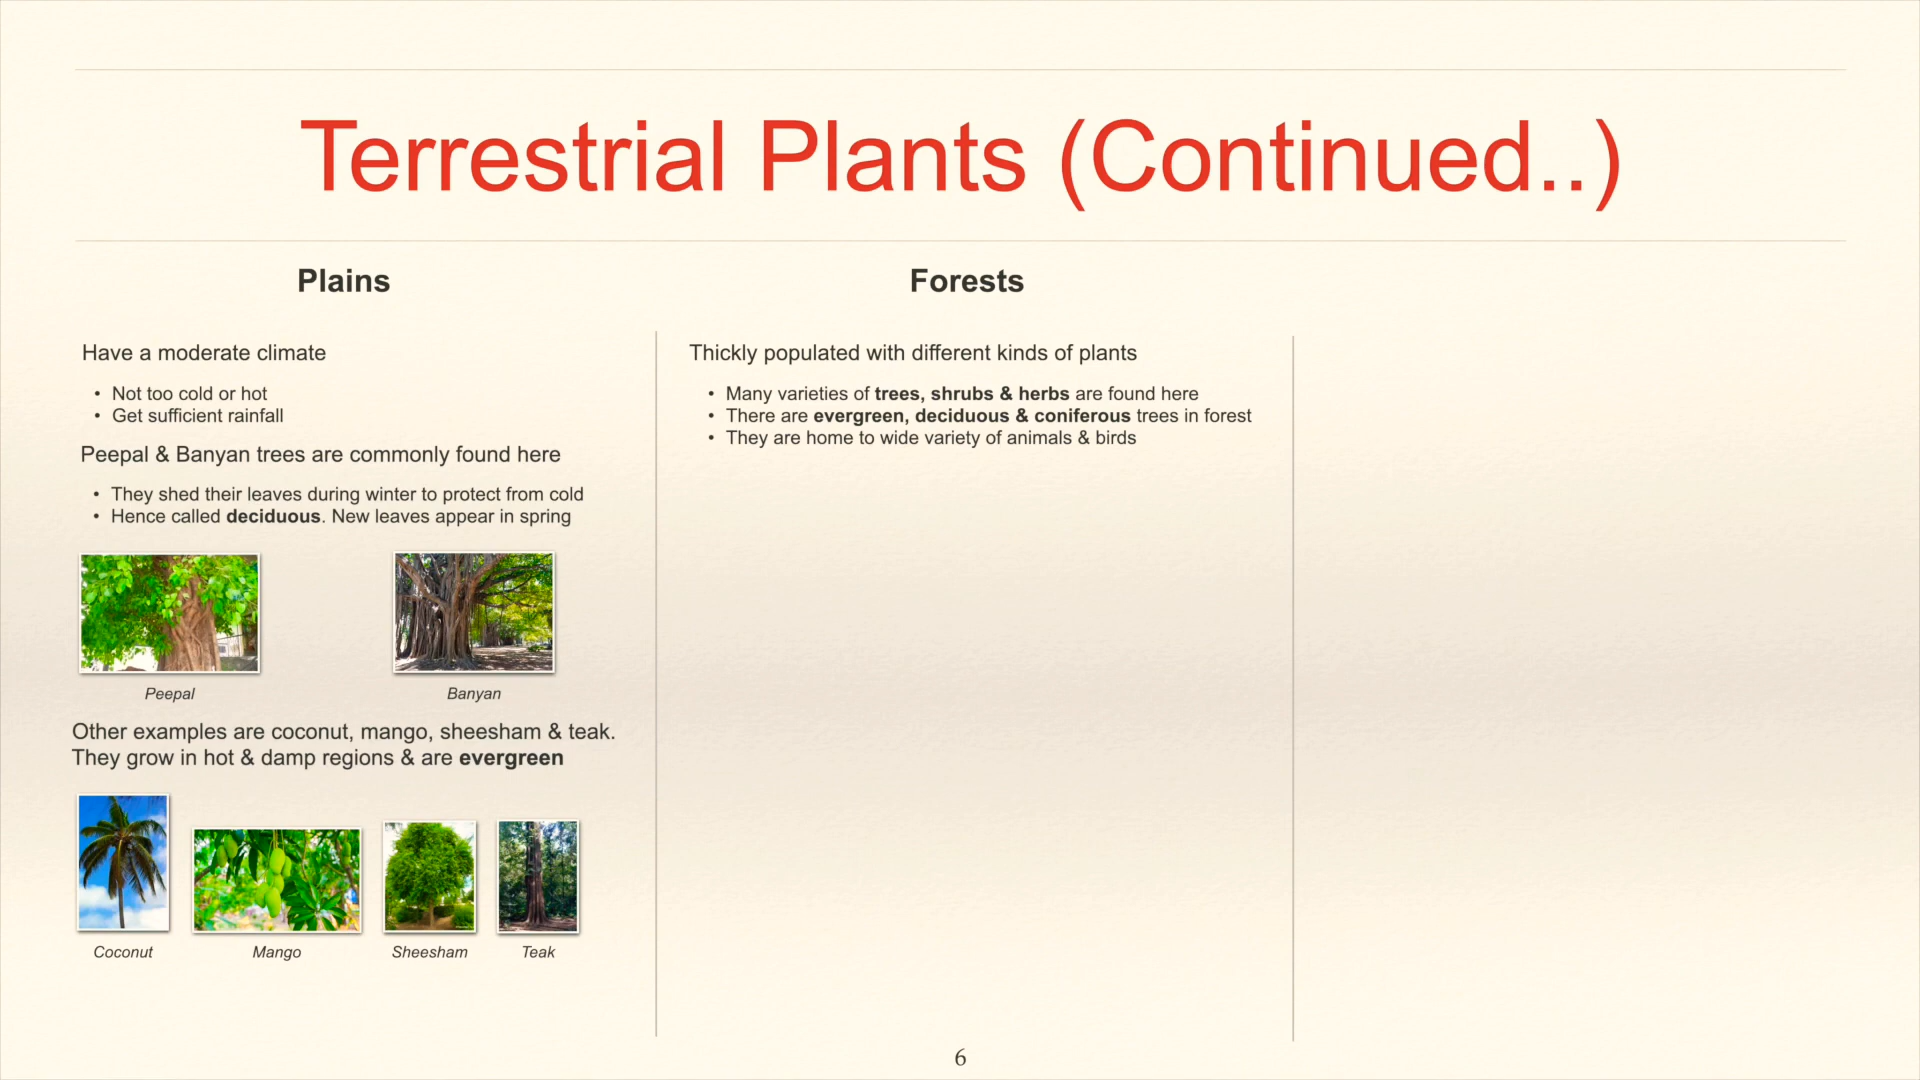 Terrestrial Plants (Continued..)
Plains
Have a moderate climate
• Not too cold or hot
• Get sufficient rainfall
Peepal & Banyan trees are commonly found here
• They shed their leaves during winter to protect from cold
• Hence called deciduous. New leaves appear in spring
Peepal
Banyan
Other examples are coconut, mango, sheesham & teak.
They grow in hot & damp regions & are evergreen
Coconut
Mango
Sheesham
Teak
Forests
Thickly populated with different kinds of plants
• Many varieties of trees, shrubs & herbs are found here
• There are evergreen, deciduous & coniferous trees in forest
• They are home to wide variety of animals & birds
6